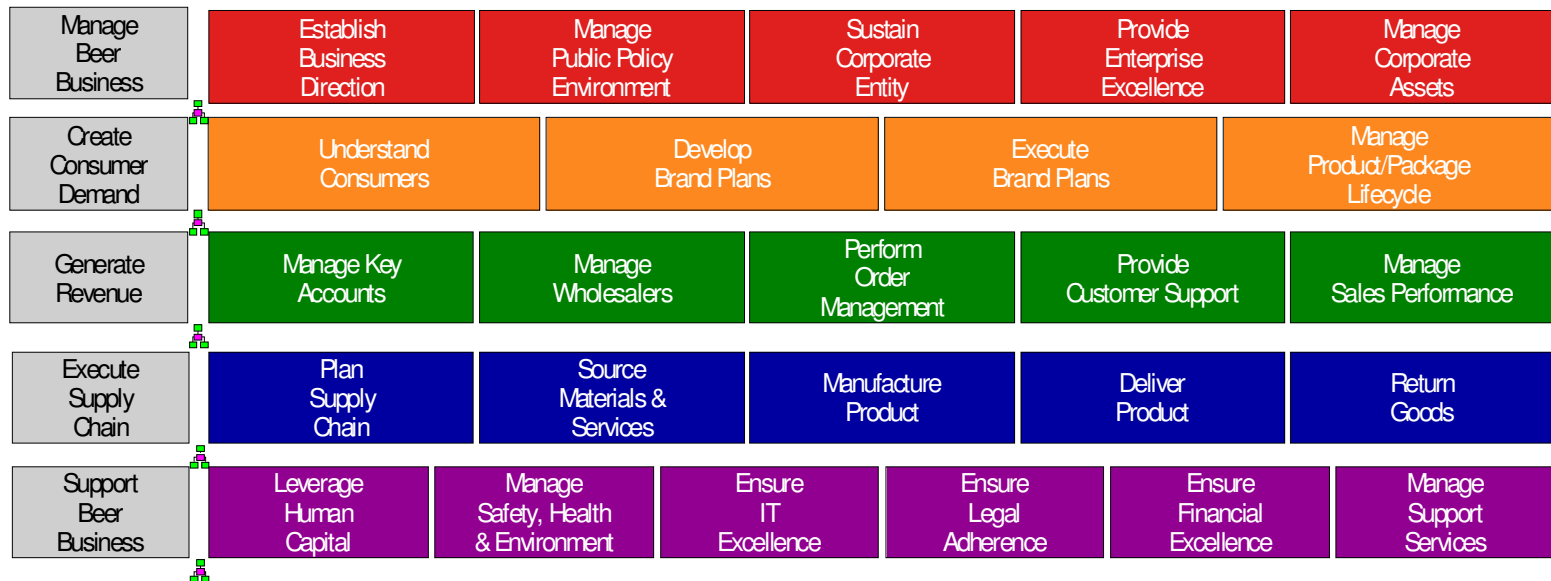 Manage
Beer
Business
Establish
Business
Direction
Manage
Public Policy
Environment
Sustain
Corporate
Entity
Provide
Enterprise
Excellence
Manage
Corporate
Assets
Create
Consumer
Demand
Understand
Consumers
Develop
Brand Plans
Execute
Brand Plans
Manage
Product/Package
Lifecycle
Generate
Revenue
Manage Key
Accounts
Manage
Wholesalers
Perform
Order
Management
Provide
Customer Support
Manage
Sales Performance
Execute
Supply
Chain
Plan
Supply
Chain
Source
Materials &
Services
Manufacture
Product
Deliver
Product
Return
Goods
Support
Beer
Business
Leverage
Human
Capital
Manage
Safety, Health
& Environment
Ensure
IT
Excellence
Ensure
Legal
Adherence
Ensure
Financial
Excellence
Manage
Support
Services